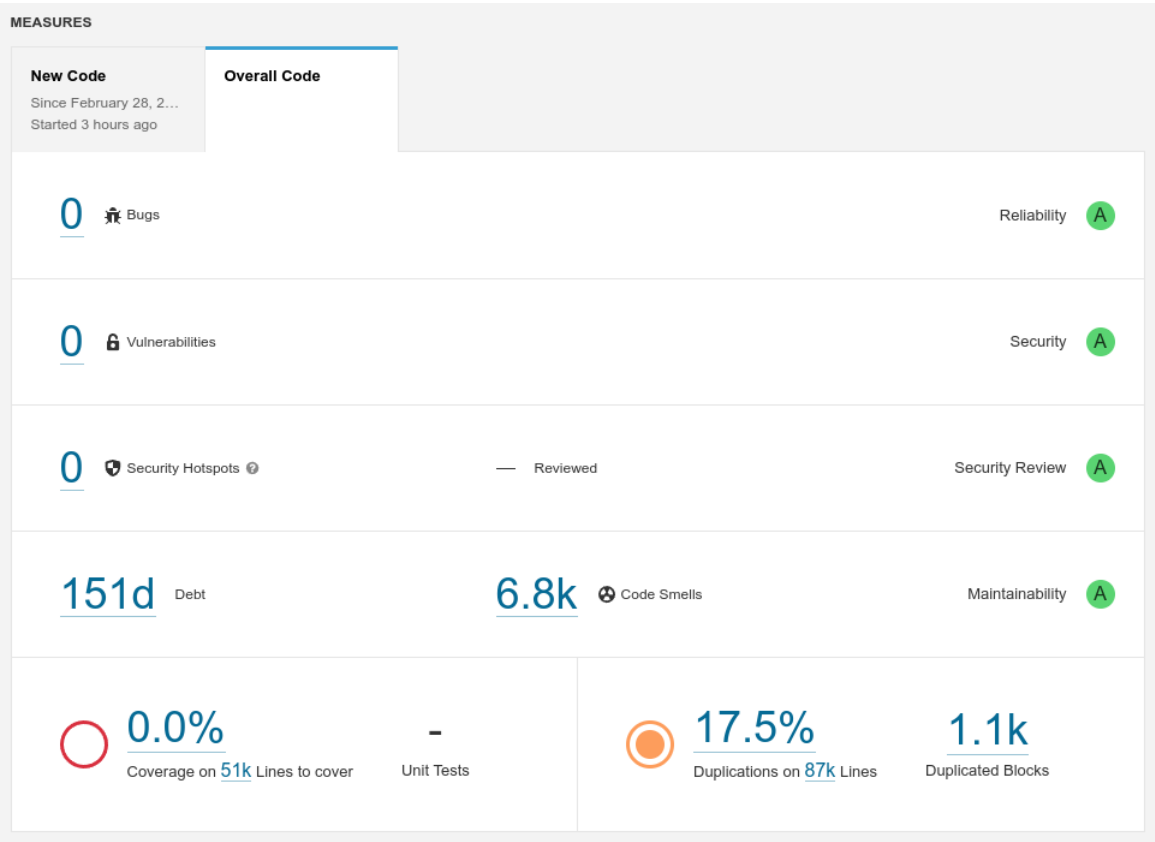 MEASURES
New Code
Since February 28, 2…
Started 3 hours ago
Overall Code
0 Bugs
Reliability A
0 Vulnerabilities
Security A
0 Security Hotspots ?
— Reviewed
Security Review A
151d Debt
6.8k Code Smells
Maintainability A
0.0%
Coverage on 51k Lines to cover
-
Unit Tests
17.5%
Duplications on 87k Lines
1.1k
Duplicated Blocks